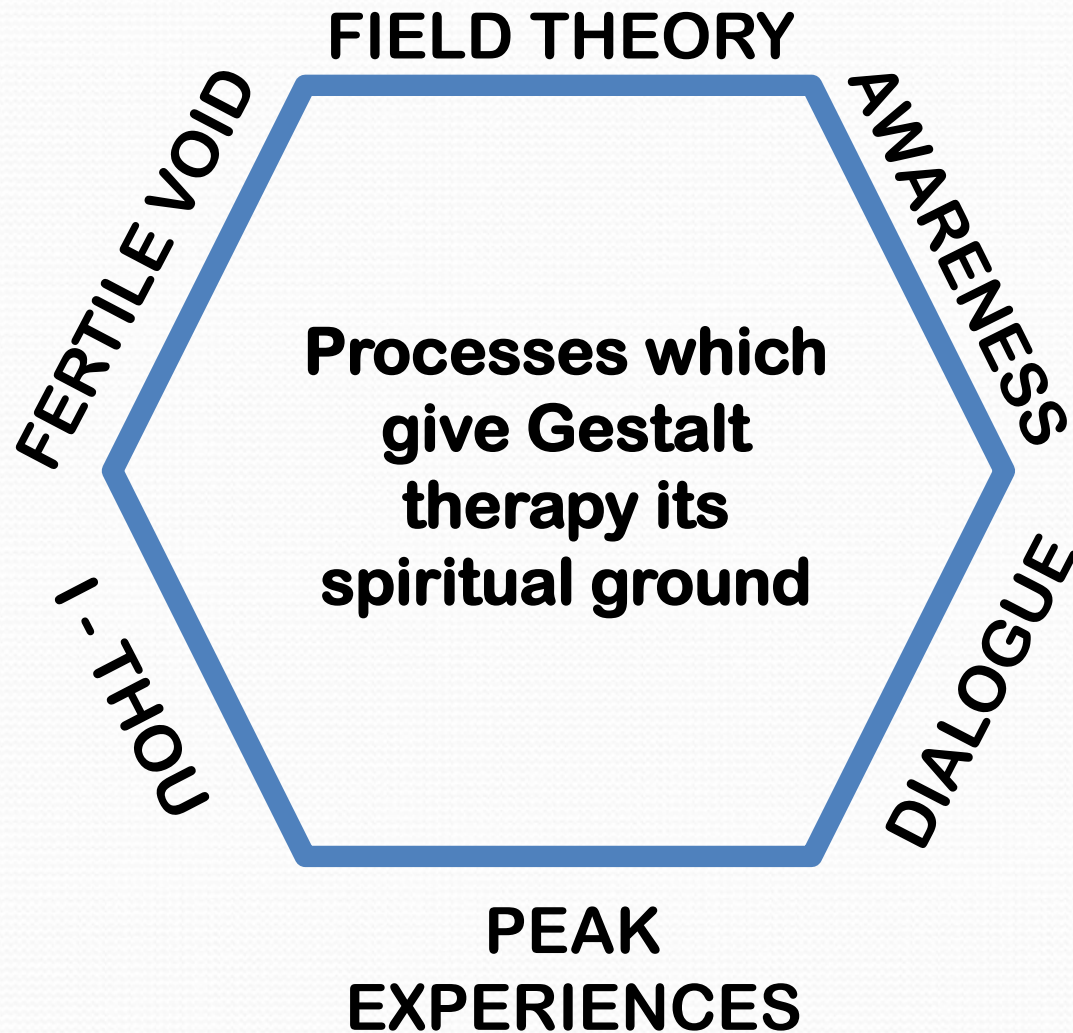 FIELD THEORY
AWARENESS
DIALOGUE
PEAK
EXPERIENCES
I - THOU
FERTILE VOID
Processes which
give Gestalt
therapy its
spiritual ground